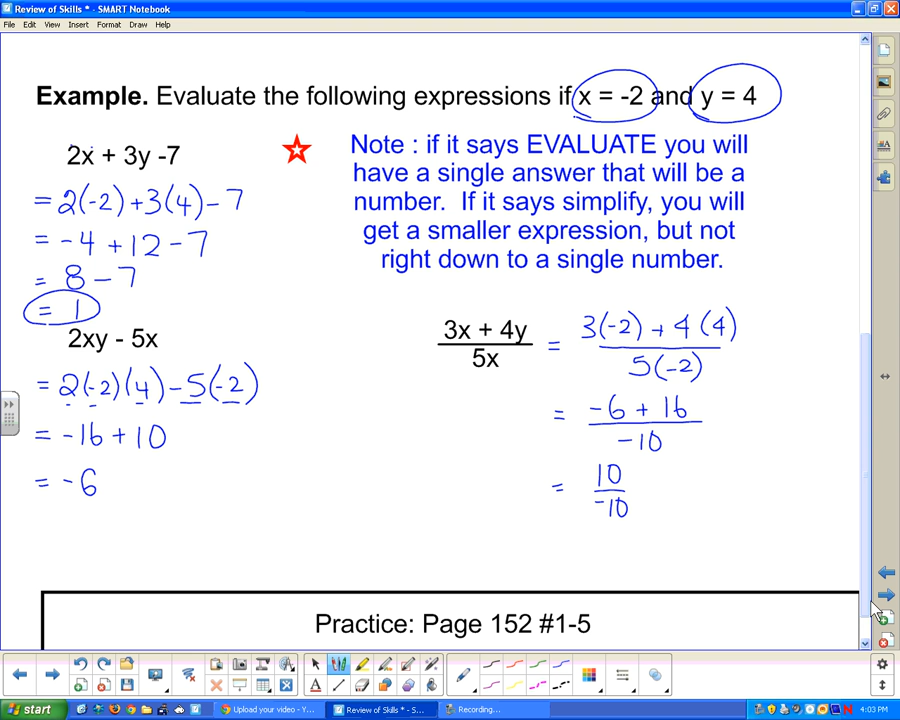 Review of Skills * - SMART Notebook
File Edit View Insert Format Draw Help
Example. Evaluate the following expressions if x = -2 and y = 4
2x + 3y -7
= 2(-2) + 3(4) - 7
= -4 + 12 - 7
= 8 - 7
= 1
Note : if it says EVALUATE you will
have a single answer that will be a
number. If it says simplify, you will
get a smaller expression, but not
right down to a single number.
2xy - 5x
= 2(-2)(4) - 5(-2)
= -16 + 10
= -6
3x + 4y = 3(-2) + 4(4)
5x 5(-2)
= -6 + 16
-10
= 10
-10
Practice: Page 152 #1-5
start Upload your video - Y... Review of Skills * - S... Recording... 4:03 PM